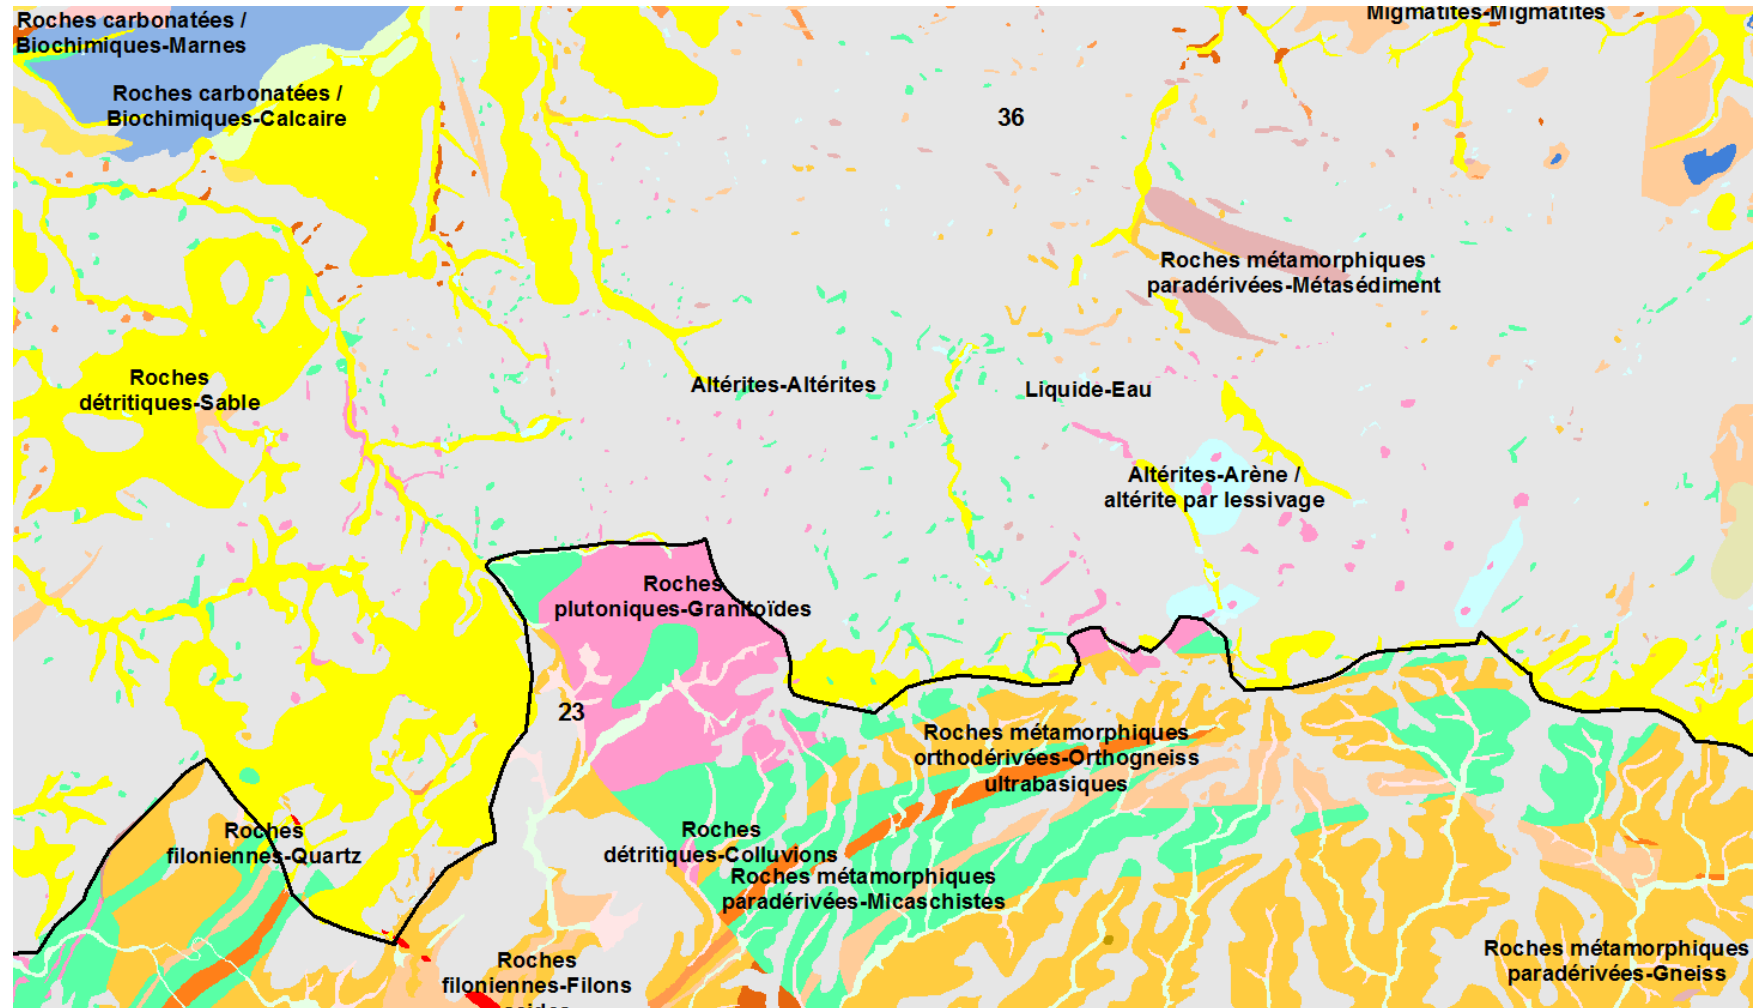 Roches carbonatées /
Biochimiques-Marnes
Migmatites-Migmatites
Roches carbonatées /
Biochimiques-Calcaire
36
Roches métamorphiques
paradérivées-Métasédiment
Roches
détritiques-Sable
Altérites-Altérites
Liquide-Eau
Altérites-Arène /
altérite par lessivage
Roches
plutoniques-Granitoïdes
23
Roches métamorphiques
orthodérivées-Orthogneiss
ultrabasiques
Roches
filoniennes-Quartz
Roches
détritiques-Colluvions
Roches métamorphiques
paradérivées-Micaschistes
Roches métamorphiques
paradérivées-Gneiss
Roches
filoniennes-Filons